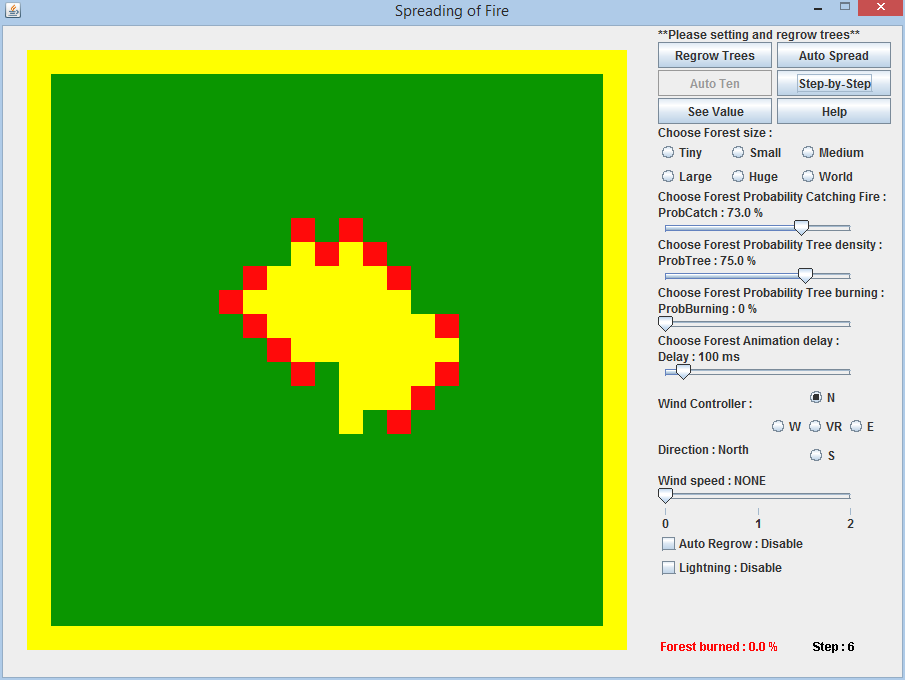 Spreading of Fire
**Please setting and regrow trees**
Regrow Trees Auto Spread
Auto Ten Step-by-Step
See Value Help
Choose Forest size :
Tiny Small Medium
Large Huge World
Choose Forest Probability Catching Fire :
ProbCatch : 73.0 %
Choose Forest Probability Tree density :
ProbTree : 75.0 %
Choose Forest Probability Tree burning :
ProbBurning : 0 %
Choose Forest Animation delay :
Delay : 100 ms
N
Wind Controller :
W VR E
Direction : North
S
Wind speed : NONE
0 1 2
Auto Regrow : Disable
Lightning : Disable
Forest burned : 0.0 % Step : 6